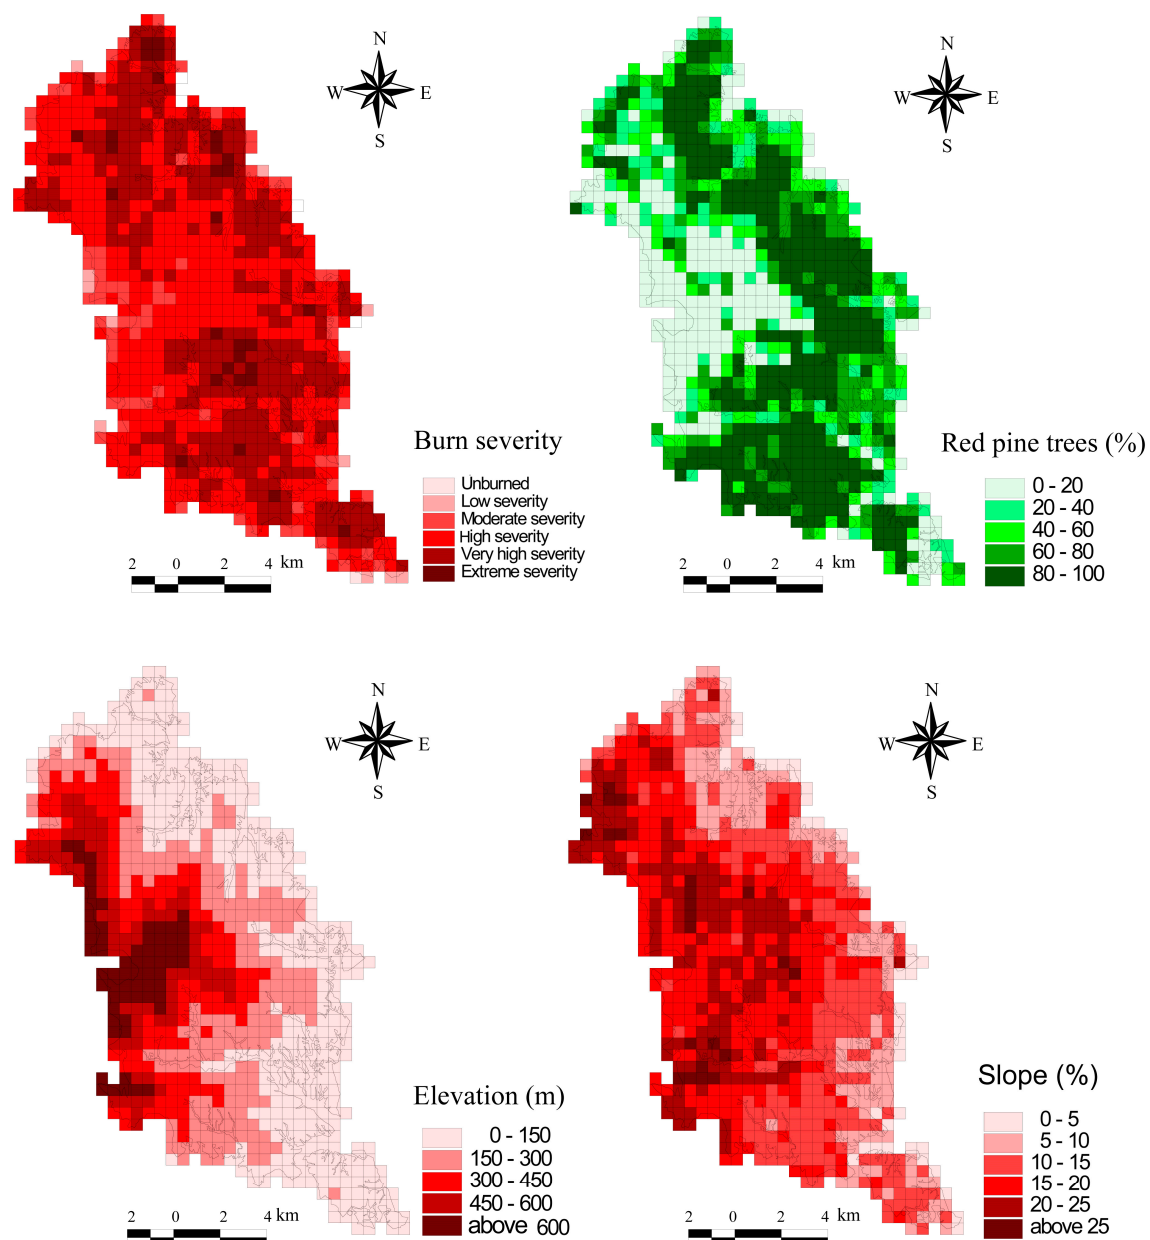 N
W E
S
Burn severity
Unburned
Low severity
Moderate severity
High severity
Very high severity
Extreme severity
2 0 2 4 km
N
W E
S
Red pine trees (%)
0 - 20
20 - 40
40 - 60
60 - 80
80 - 100
2 0 2 4 km
N
W E
S
Elevation (m)
0 - 150
150 - 300
300 - 450
450 - 600
above 600
2 0 2 4 km
N
W E
S
Slope (%)
0 - 5
5 - 10
10 - 15
15 - 20
20 - 25
above 25
2 0 2 4 km